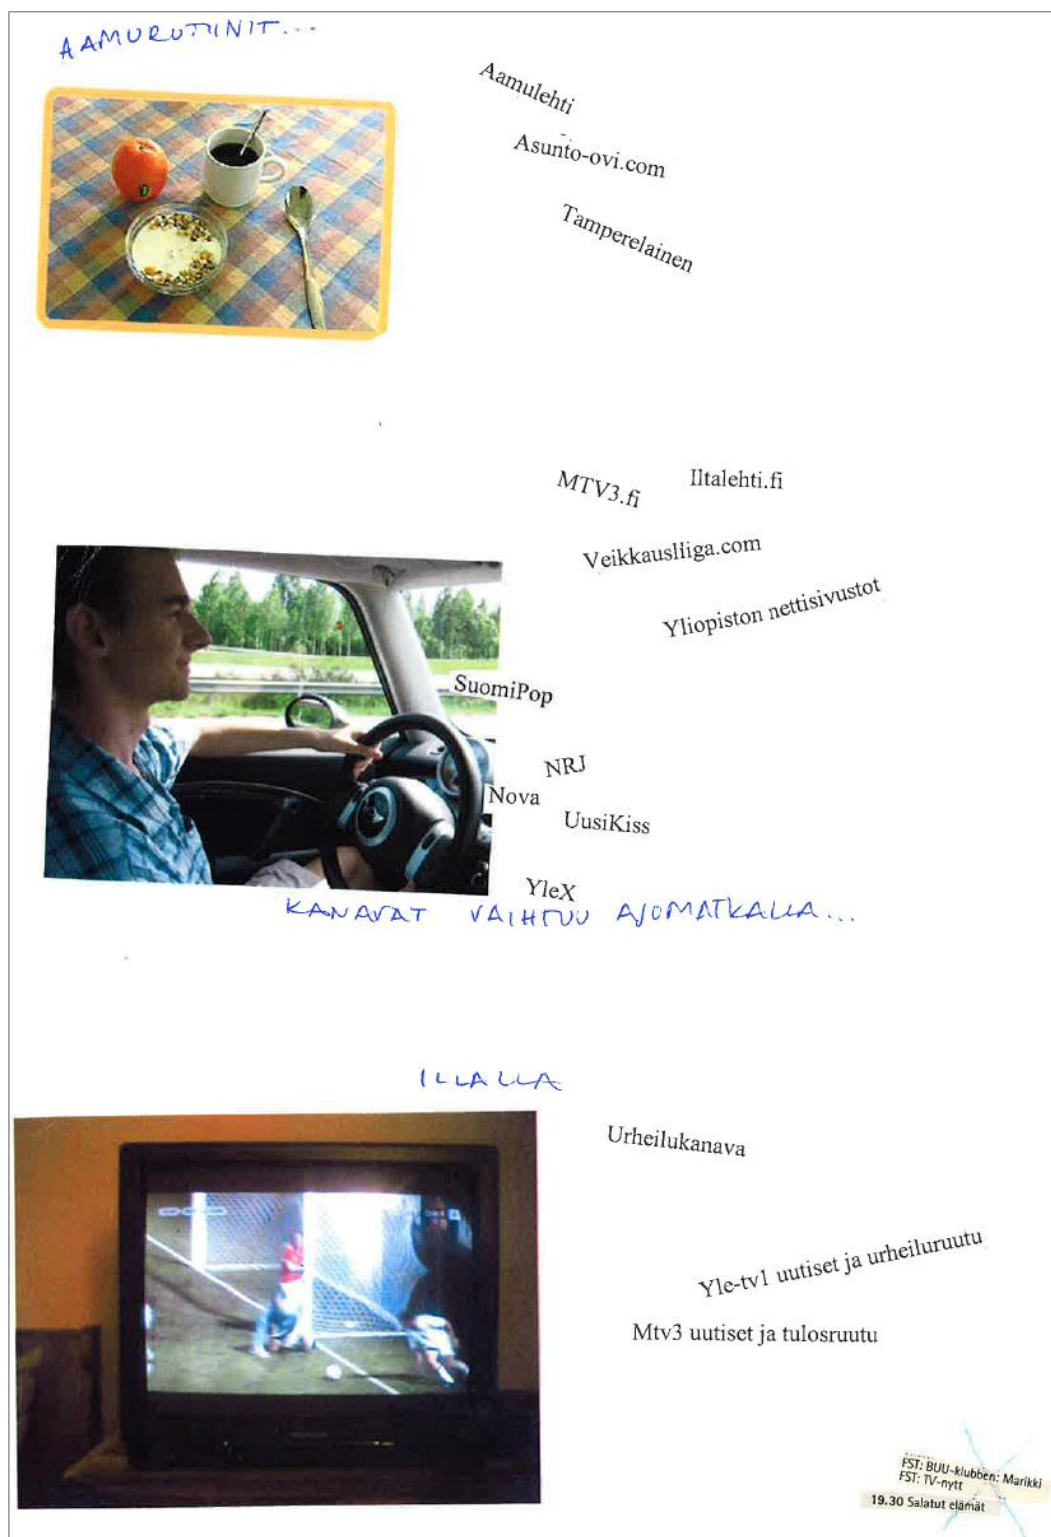 AAMURUTIINIT...
Aamulehti
Asunto-ovi.com
Tamperelainen
MTV3.fi
Iltalehti.fi
Veikkausliiga.com
Yliopiston nettisivustot
SuomiPop
NRJ
Nova
UusiKiss
YleX
KANAVAT VAIHTUU AJOMATKALLA...
ILLALLA
Urheilukanava
Yle-tv1 uutiset ja urheiluruutu
Mtv3 uutiset ja tulosruutu
FST: BUU-klubben: Marikki
FST: TV-nytt
19.30 Salatut elämät